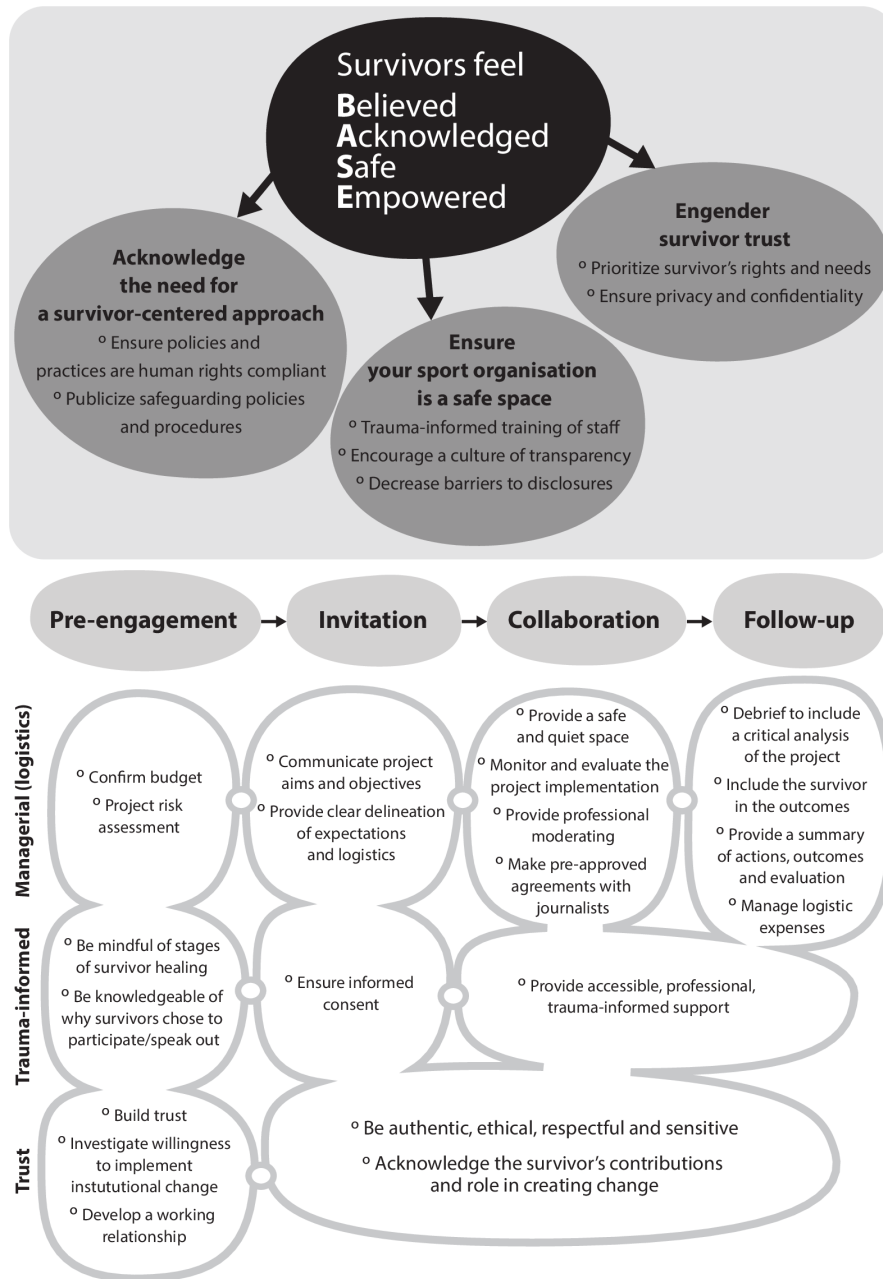 Survivors feel
Believed
Acknowledged
Safe
Empowered
Acknowledge
the need for
a survivor-centered approach
º Ensure policies and
practices are human rights compliant
º Publicize safeguarding policies
and procedures
Ensure
your sport organisation
is a safe space
º Trauma-informed training of staff
º Encourage a culture of transparency
º Decrease barriers to disclosures
Engender
survivor trust
º Prioritize survivor’s rights and needs
º Ensure privacy and confidentiality
Pre-engagement
Invitation
Collaboration
Follow-up
Managerial (logistics)
º Confirm budget
º Project risk
assessment
º Communicate project
aims and objectives
º Provide clear delineation
of expectations
and logistics
º Provide a safe
and quiet space
º Monitor and evaluate the
project implementation
º Provide professional
moderating
º Make pre-approved
agreements with
journalists
º Debrief to include
a critical analysis
of the project
º Include the survivor
in the outcomes
º Provide a summary
of actions, outcomes
and evaluation
º Manage logistic
expenses
Trauma-informed
º Be mindful of stages
of survivor healing
º Be knowledgeable of
why survivors chose to
participate/speak out
º Ensure informed
consent
º Provide accessible, professional,
trauma-informed support
Trust
º Build trust
º Investigate willingness
to implement
instutional change
º Develop a working
relationship
º Be authentic, ethical, respectful and sensitive
º Acknowledge the survivor’s contributions
and role in creating change